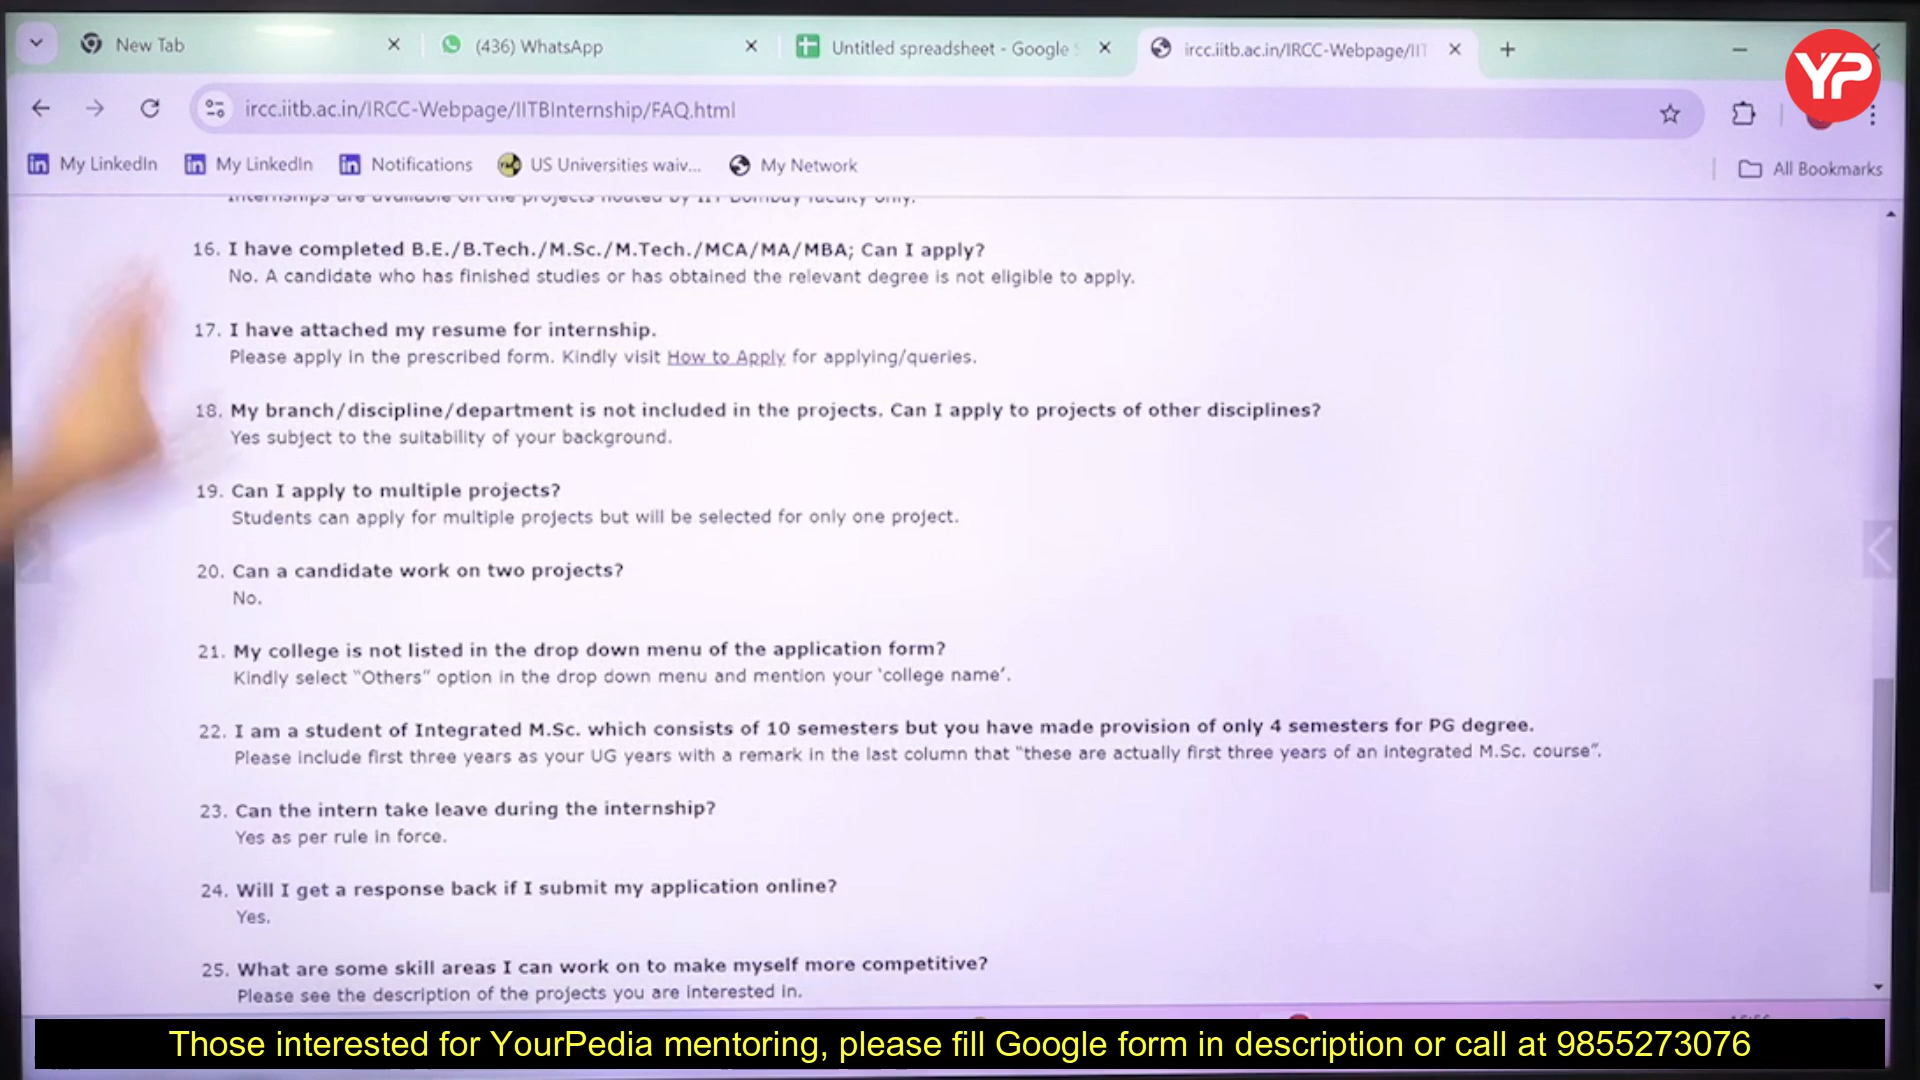 New Tab
(436) WhatsApp
Untitled spreadsheet - Google S
ircc.iitb.ac.in/IRCC-Webpage/IIT
YP
ircc.iitb.ac.in/IRCC-Webpage/IITBInternship/FAQ.html
My LinkedIn
My LinkedIn
Notifications
US Universities waiv...
My Network
All Bookmarks
Internships are available on the projects floated by IIT Bombay faculty only.
16. I have completed B.E./B.Tech./M.Sc./M.Tech./MCA/MA/MBA; Can I apply?
No. A candidate who has finished studies or has obtained the relevant degree is not eligible to apply.
17. I have attached my resume for internship.
Please apply in the prescribed form. Kindly visit How to Apply for applying/queries.
18. My branch/discipline/department is not included in the projects. Can I apply to projects of other disciplines?
Yes subject to the suitability of your background.
19. Can I apply to multiple projects?
Students can apply for multiple projects but will be selected for only one project.
20. Can a candidate work on two projects?
No.
21. My college is not listed in the drop down menu of the application form?
Kindly select "Others" option in the drop down menu and mention your 'college name'.
22. I am a student of Integrated M.Sc. which consists of 10 semesters but you have made provision of only 4 semesters for PG degree.
Please include first three years as your UG years with a remark in the last column that "these are actually first three years of an integrated M.Sc. course".
23. Can the intern take leave during the internship?
Yes as per rule in force.
24. Will I get a response back if I submit my application online?
Yes.
25. What are some skill areas I can work on to make myself more competitive?
Please see the description of the projects you are interested in.
Those interested for YourPedia mentoring, please fill Google form in description or call at 9855273076